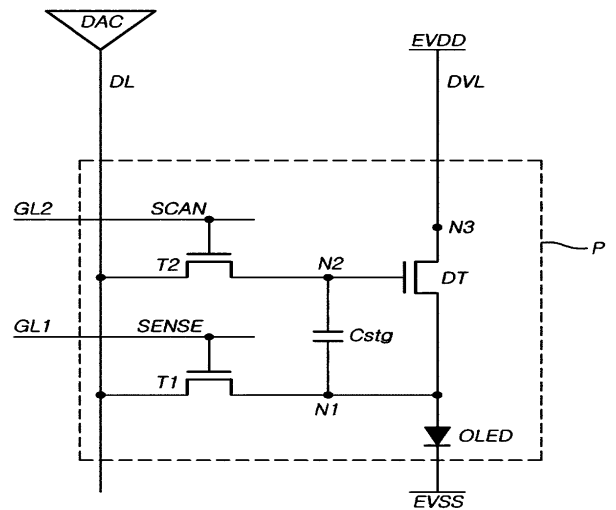 DAC
EVDD
DL
DVL
GL2
SCAN
N3
P
T2
N2
DT
GL1
SENSE
Cstg
T1
N1
OLED
EVSS